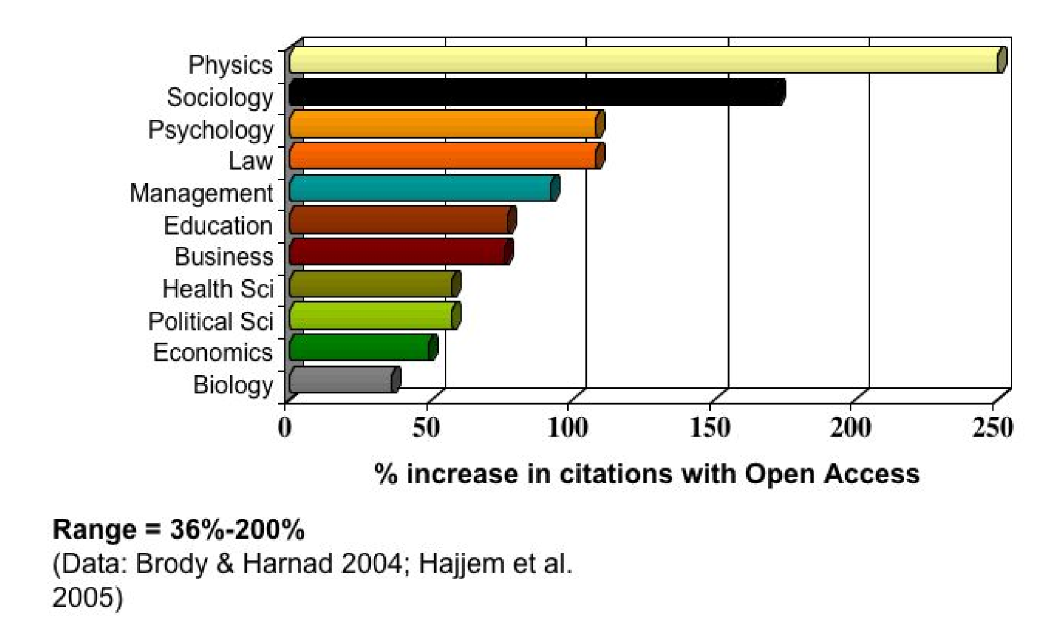 Physics
Sociology
Psychology
Law
Management
Education
Business
Health Sci
Political Sci
Economics
Biology
0 50 100 150 200 250
% increase in citations with Open Access
Range = 36%-200%
(Data: Brody & Harnad 2004; Hajjem et al.
2005)